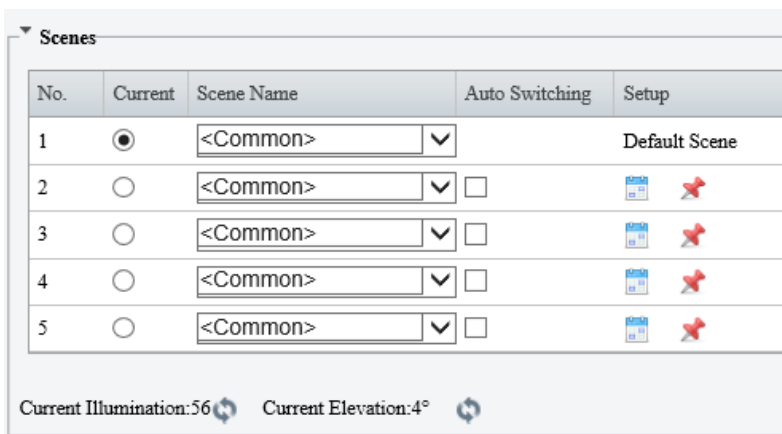 Scenes
No. Current Scene Name Auto Switching Setup
1 <Common> Default Scene
2 <Common>
3 <Common>
4 <Common>
5 <Common>
Current Illumination:56 Current Elevation:4°